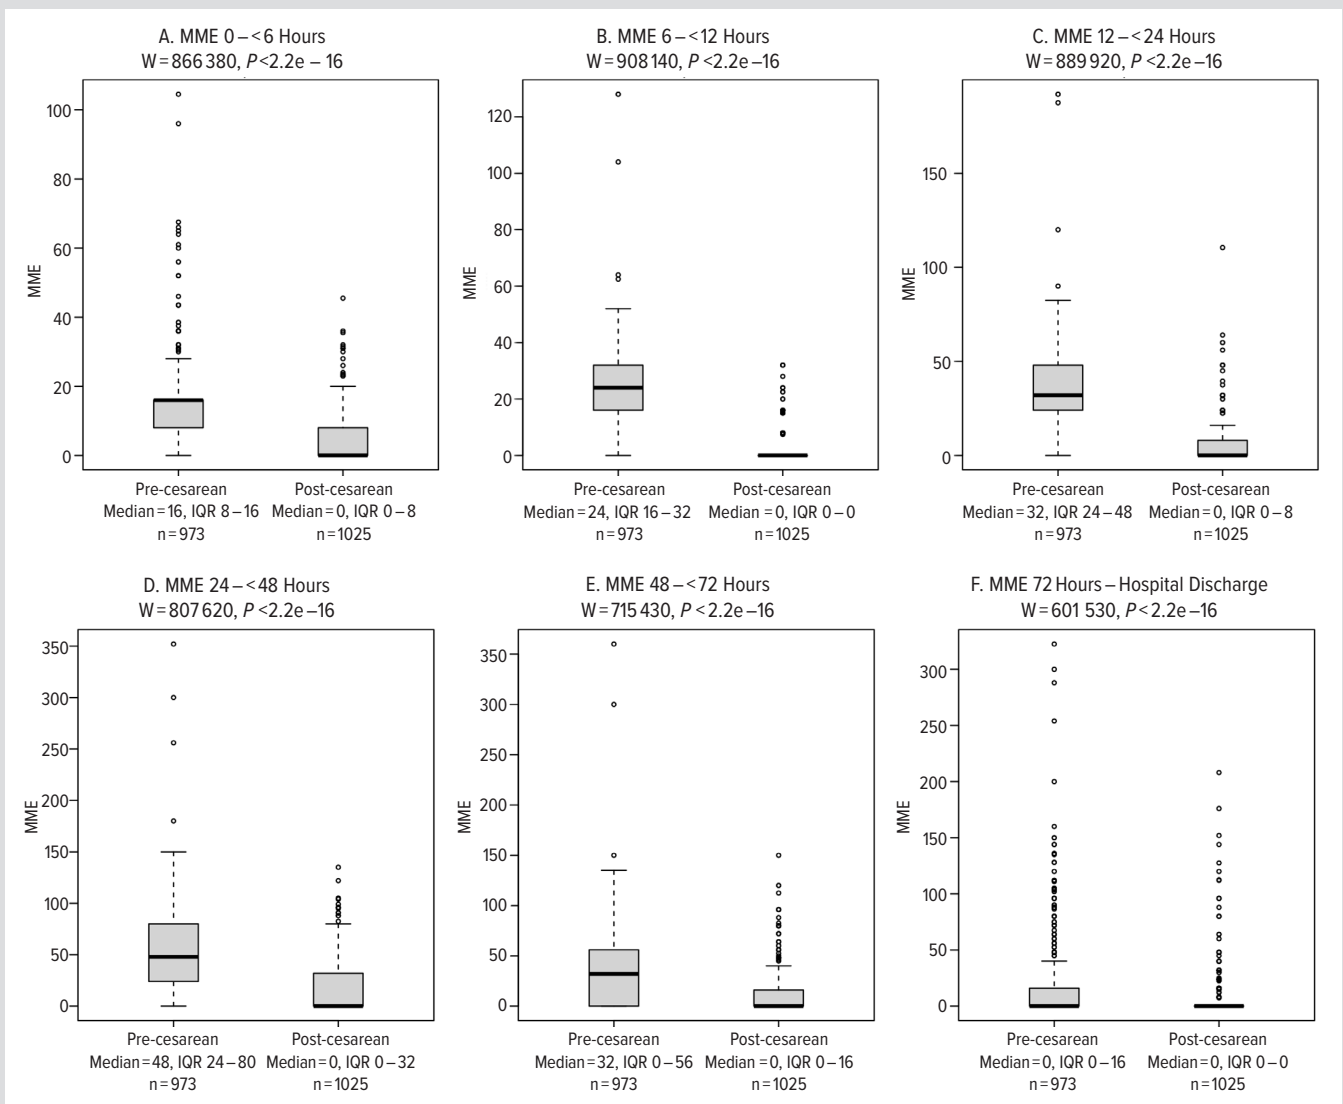 A. MME 0–<6 Hours
W=866 380, P<2.2e – 16
MME
100
80
60
40
20
0
Pre-cesarean
Median=16, IQR 8–16
n=973
Post-cesarean
Median=0, IQR 0–8
n=1025
B. MME 6–<12 Hours
W=908 140, P <2.2e–16
MME
120
100
80
60
40
20
0
Pre-cesarean
Median=24, IQR 16–32
n=973
Post-cesarean
Median=0, IQR 0–0
n=1025
C. MME 12–<24 Hours
W=889 920, P <2.2e–16
MME
150
100
50
0
Pre-cesarean
Median=32, IQR 24–48
n=973
Post-cesarean
Median=0, IQR 0–8
n=1025
D. MME 24–<48 Hours
W=807 620, P <2.2e–16
MME
350
300
250
200
150
100
50
0
Pre-cesarean
Median=48, IQR 24–80
n=973
Post-cesarean
Median=0, IQR 0–32
n=1025
E. MME 48–<72 Hours
W=715 430, P <2.2e–16
MME
350
300
250
200
150
100
50
0
Pre-cesarean
Median=32, IQR 0–56
n=973
Post-cesarean
Median=0, IQR 0–16
n=1025
F. MME 72 Hours–Hospital Discharge
W=601 530, P<2.2e–16
MME
300
250
200
150
100
50
0
Pre-cesarean
Median=0, IQR 0–16
n=973
Post-cesarean
Median=0, IQR 0–0
n=1025